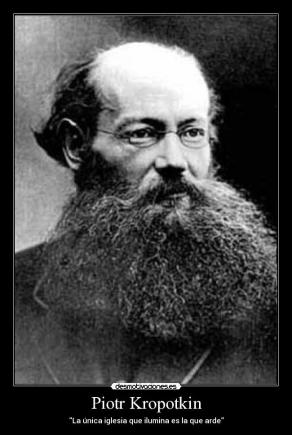 desmotivaciones.es
Piotr Kropotkin
"La única iglesia que ilumina es la que arde"